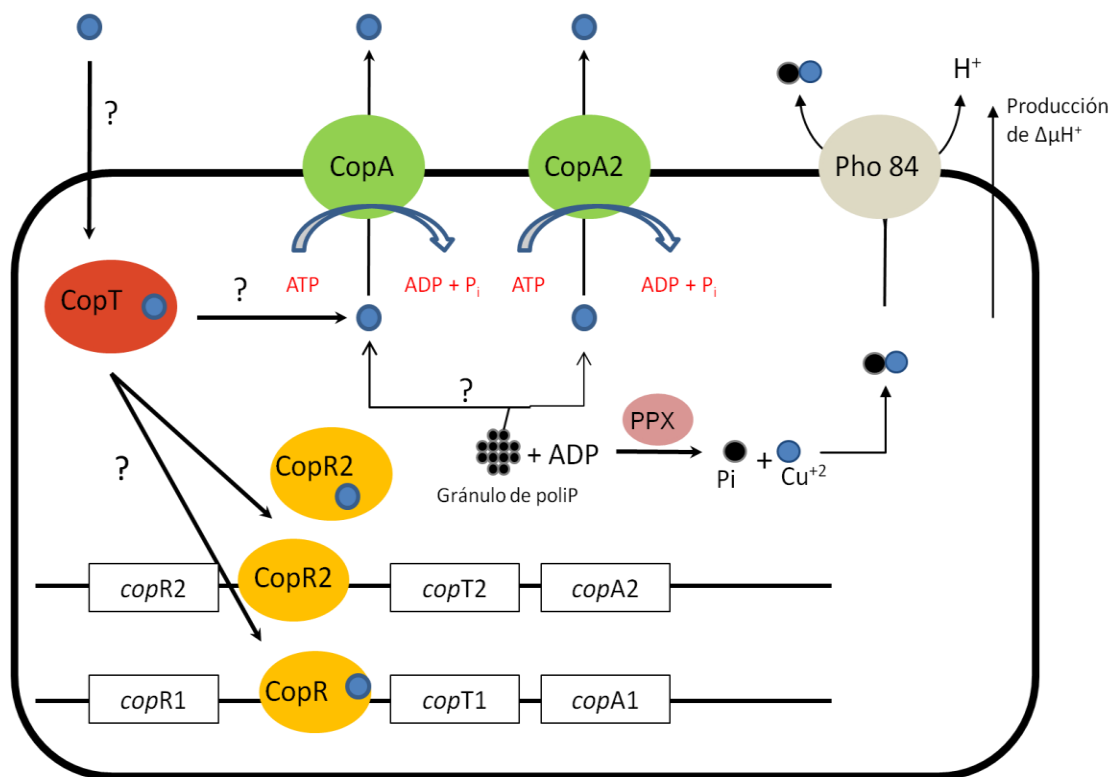 ?
H⁺
Producción
de ΔμH⁺
CopA
CopA2
Pho 84
ATP
ADP + Pᵢ
ATP
ADP + Pᵢ
CopT
?
?
PPX
+ ADP
Pi
+
Cu⁺²
Gránulo de poliP
?
CopR2
copR2
CopR2
copT2
copA2
copR1
CopR
copT1
copA1